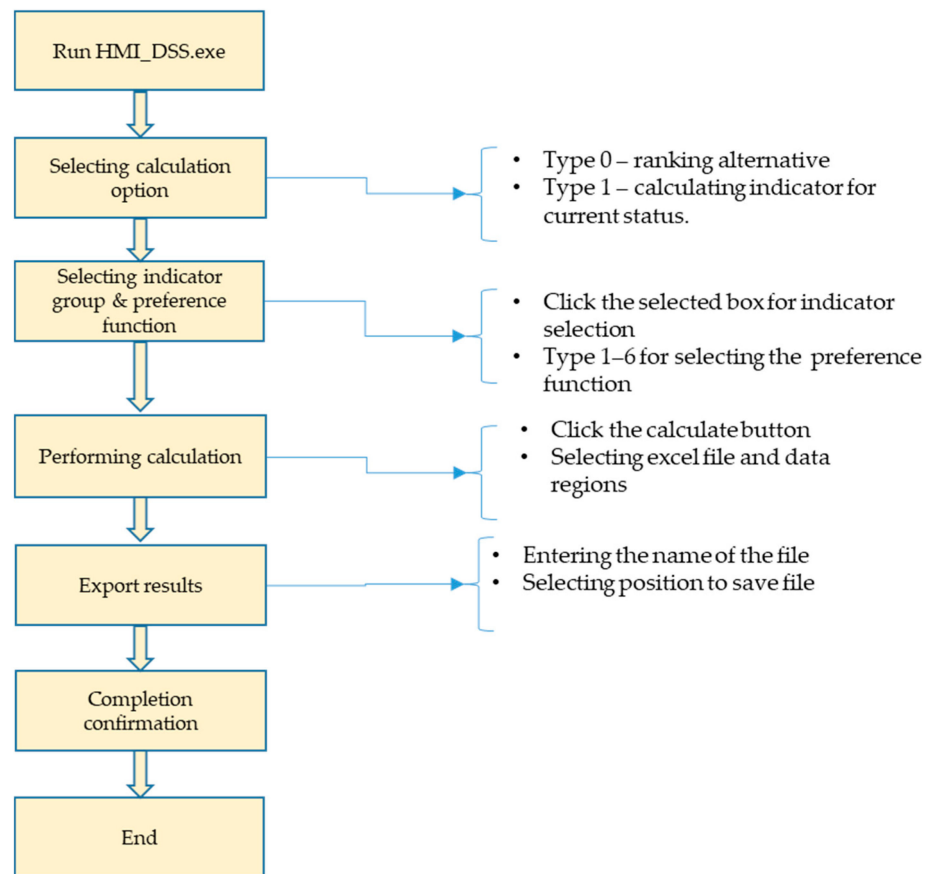 Run HMI_DSS.exe
Selecting calculation
option
• Type 0 – ranking alternative
• Type 1 – calculating indicator for
current status.
Selecting indicator
group & preference
function
• Click the selected box for indicator
selection
• Type 1–6 for selecting the preference
function
Performing calculation
• Click the calculate button
• Selecting excel file and data
regions
Export results
• Entering the name of the file
• Selecting position to save file
Completion
confirmation
End